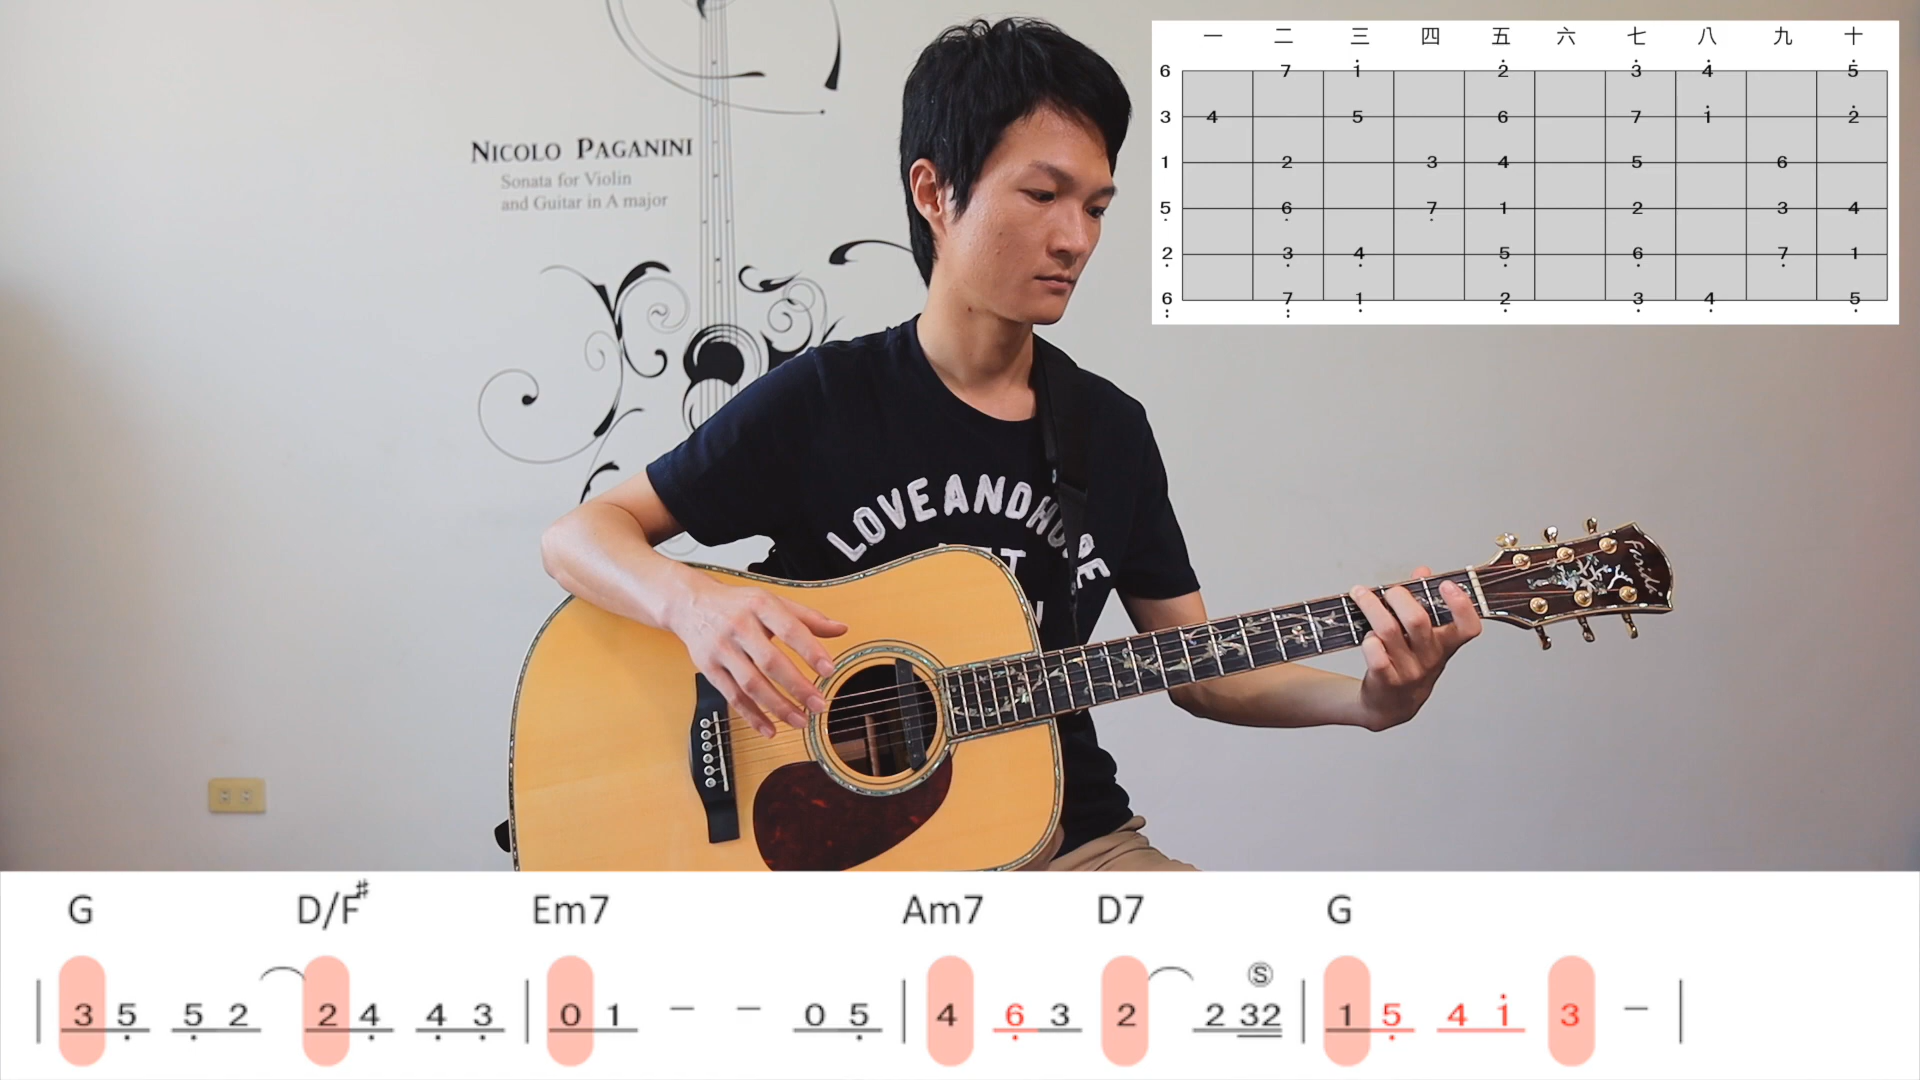 NICOLO PAGANINI
Sonata for Violin
and Guitar in A major
一 二 三 四 五 六 七 八 九 十
6 7 1̇ 2̇ 3̇ 4̇ 5̇
3 4 5 6 7 1̇ 2̇
1 2 3 4 5 6
5̣ 6̣ 7̣ 1 2 3 4
2̣ 3̣ 4̣ 5̣ 6̣ 7̣ 1
6̤ 7̤ 1̣ 2̣ 3̣ 4̣ 5̣
LOVEANDH
Fride
G D/F♯ Em7 Am7 D7 G
| 3 5̣ 5̣ 2 2 4̣ 4̣ 3̣ | 0 1 – – 0 5̣ | 4 6̣ 3 2 2 Ⓢ 32 | 1 5̣ 4 1̇ 3 – |